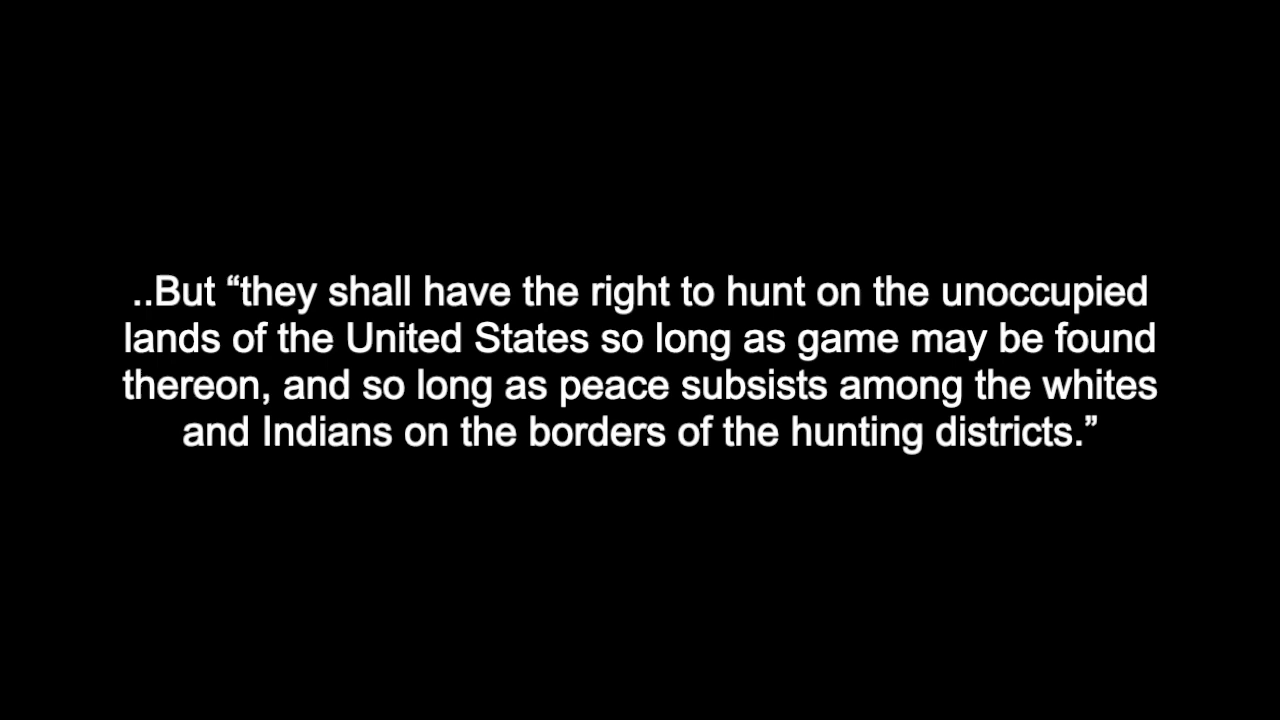 ..But “they shall have the right to hunt on the unoccupied
lands of the United States so long as game may be found
thereon, and so long as peace subsists among the whites
and Indians on the borders of the hunting districts.”